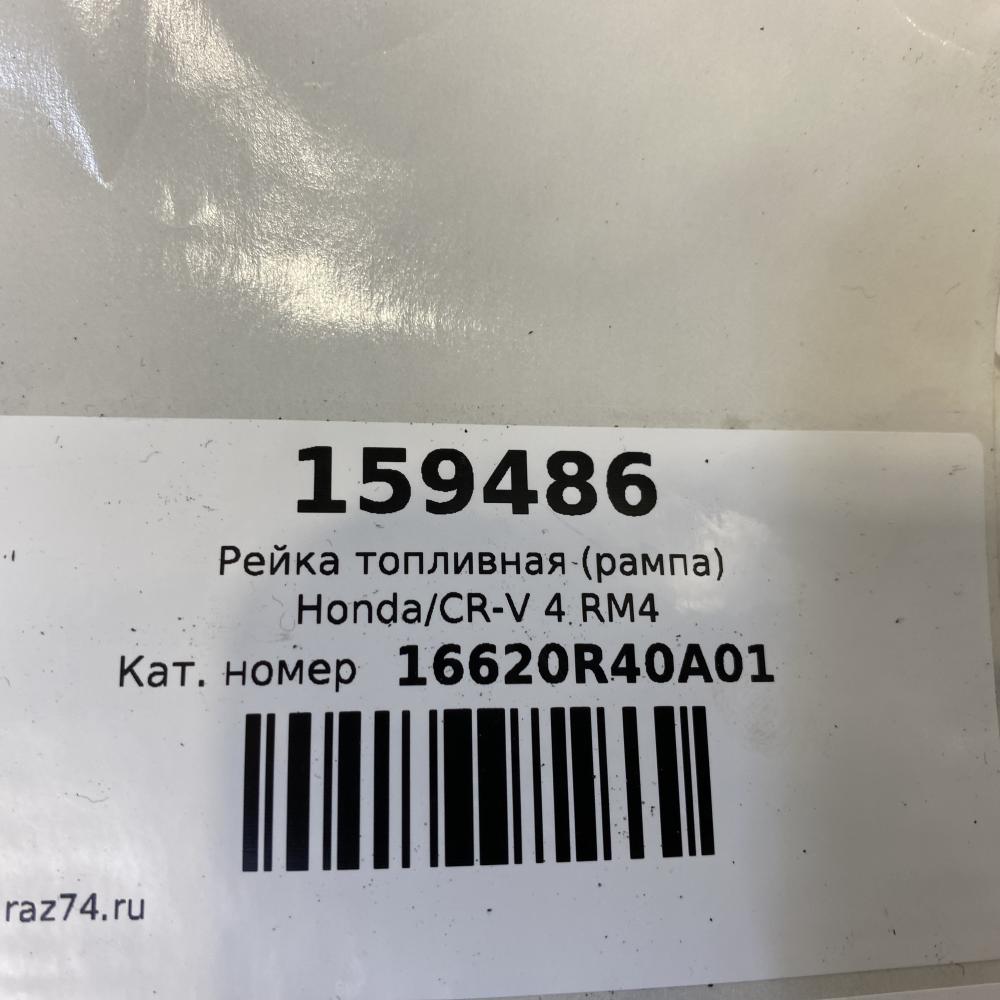 159486
Рейка топливная (рампа)
Honda/CR-V 4 RM4
Кат. номер 16620R40A01
raz74.ru